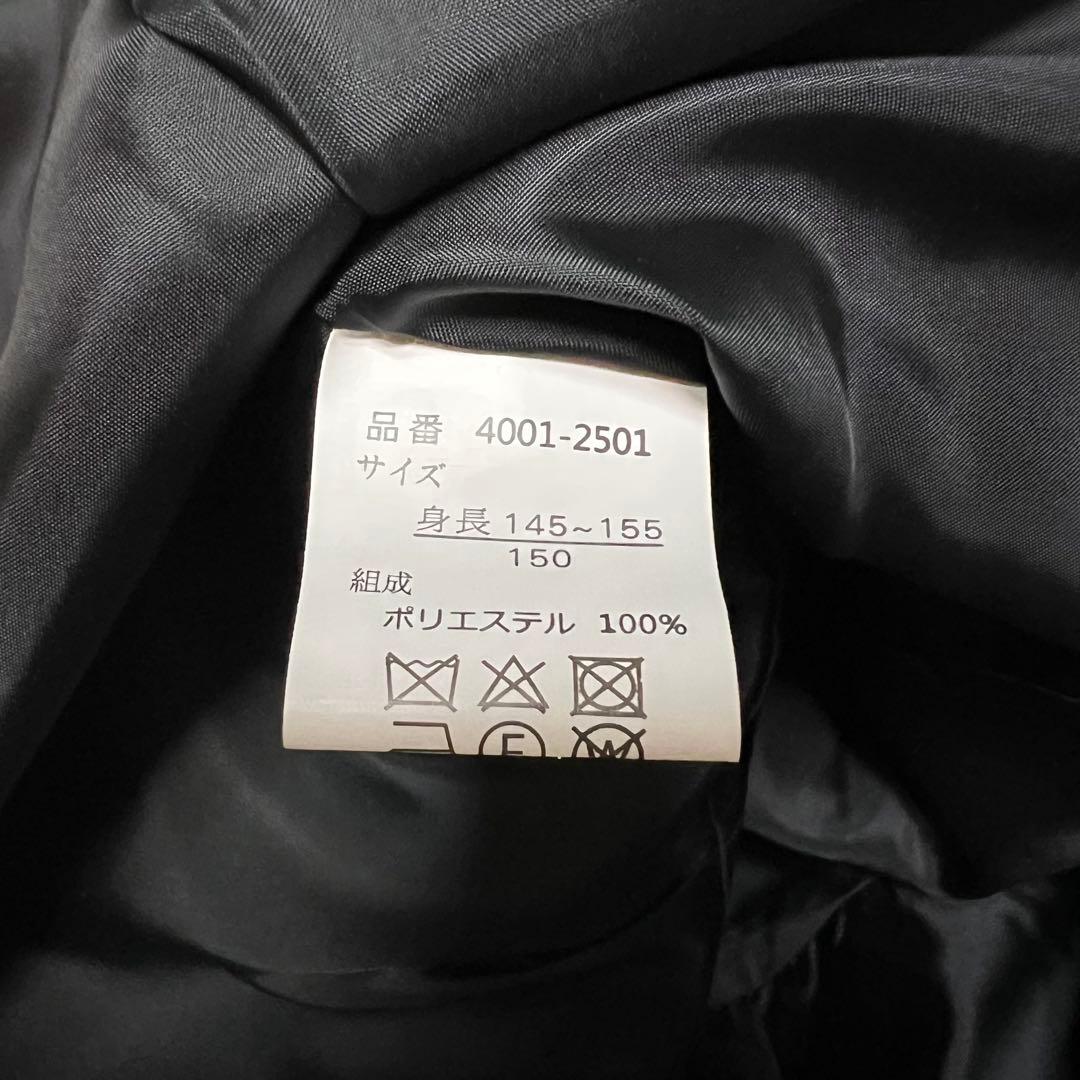 品番 4001-2501
サイズ
身長 145~155
150
組成
ポリエステル 100%